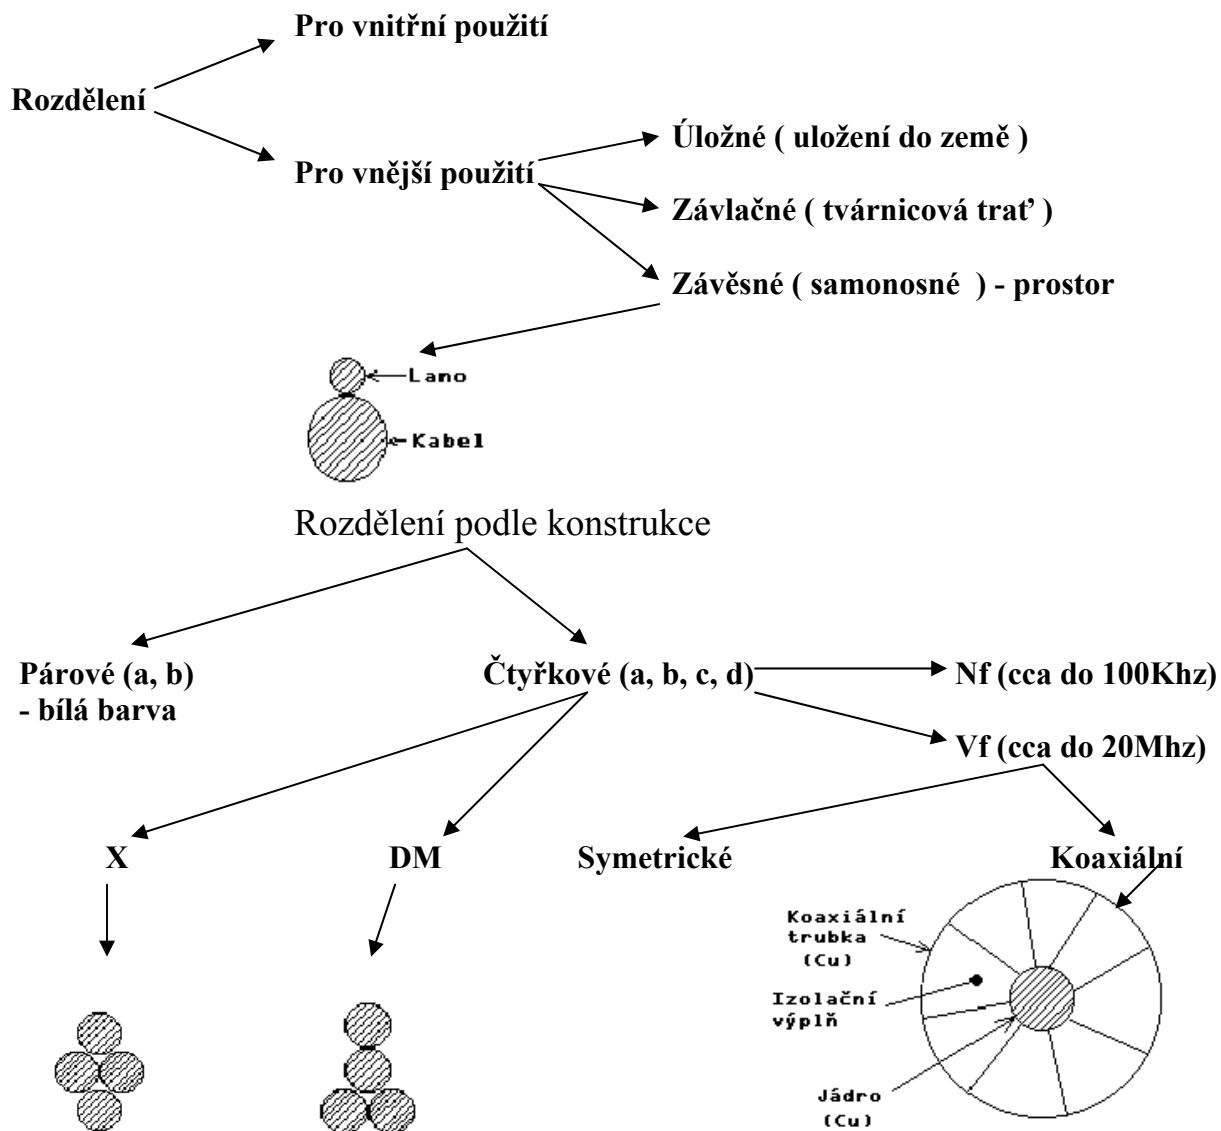 Pro vnitřní použití
Rozdělení
Úložné ( uložení do země )
Pro vnější použití
Závlačné ( tvárnicová trať )
Závěsné ( samonosné  ) - prostor
Lano
Kabel
Rozdělení podle konstrukce
Párové (a, b)
- bílá barva
Čtyřkové (a, b, c, d)
Nf (cca do 100Khz)
Vf (cca do 20Mhz)
X
DM
Symetrické
Koaxiální
Koaxiální
trubka
(Cu)
Izolační
výplň
Jádro
(Cu)